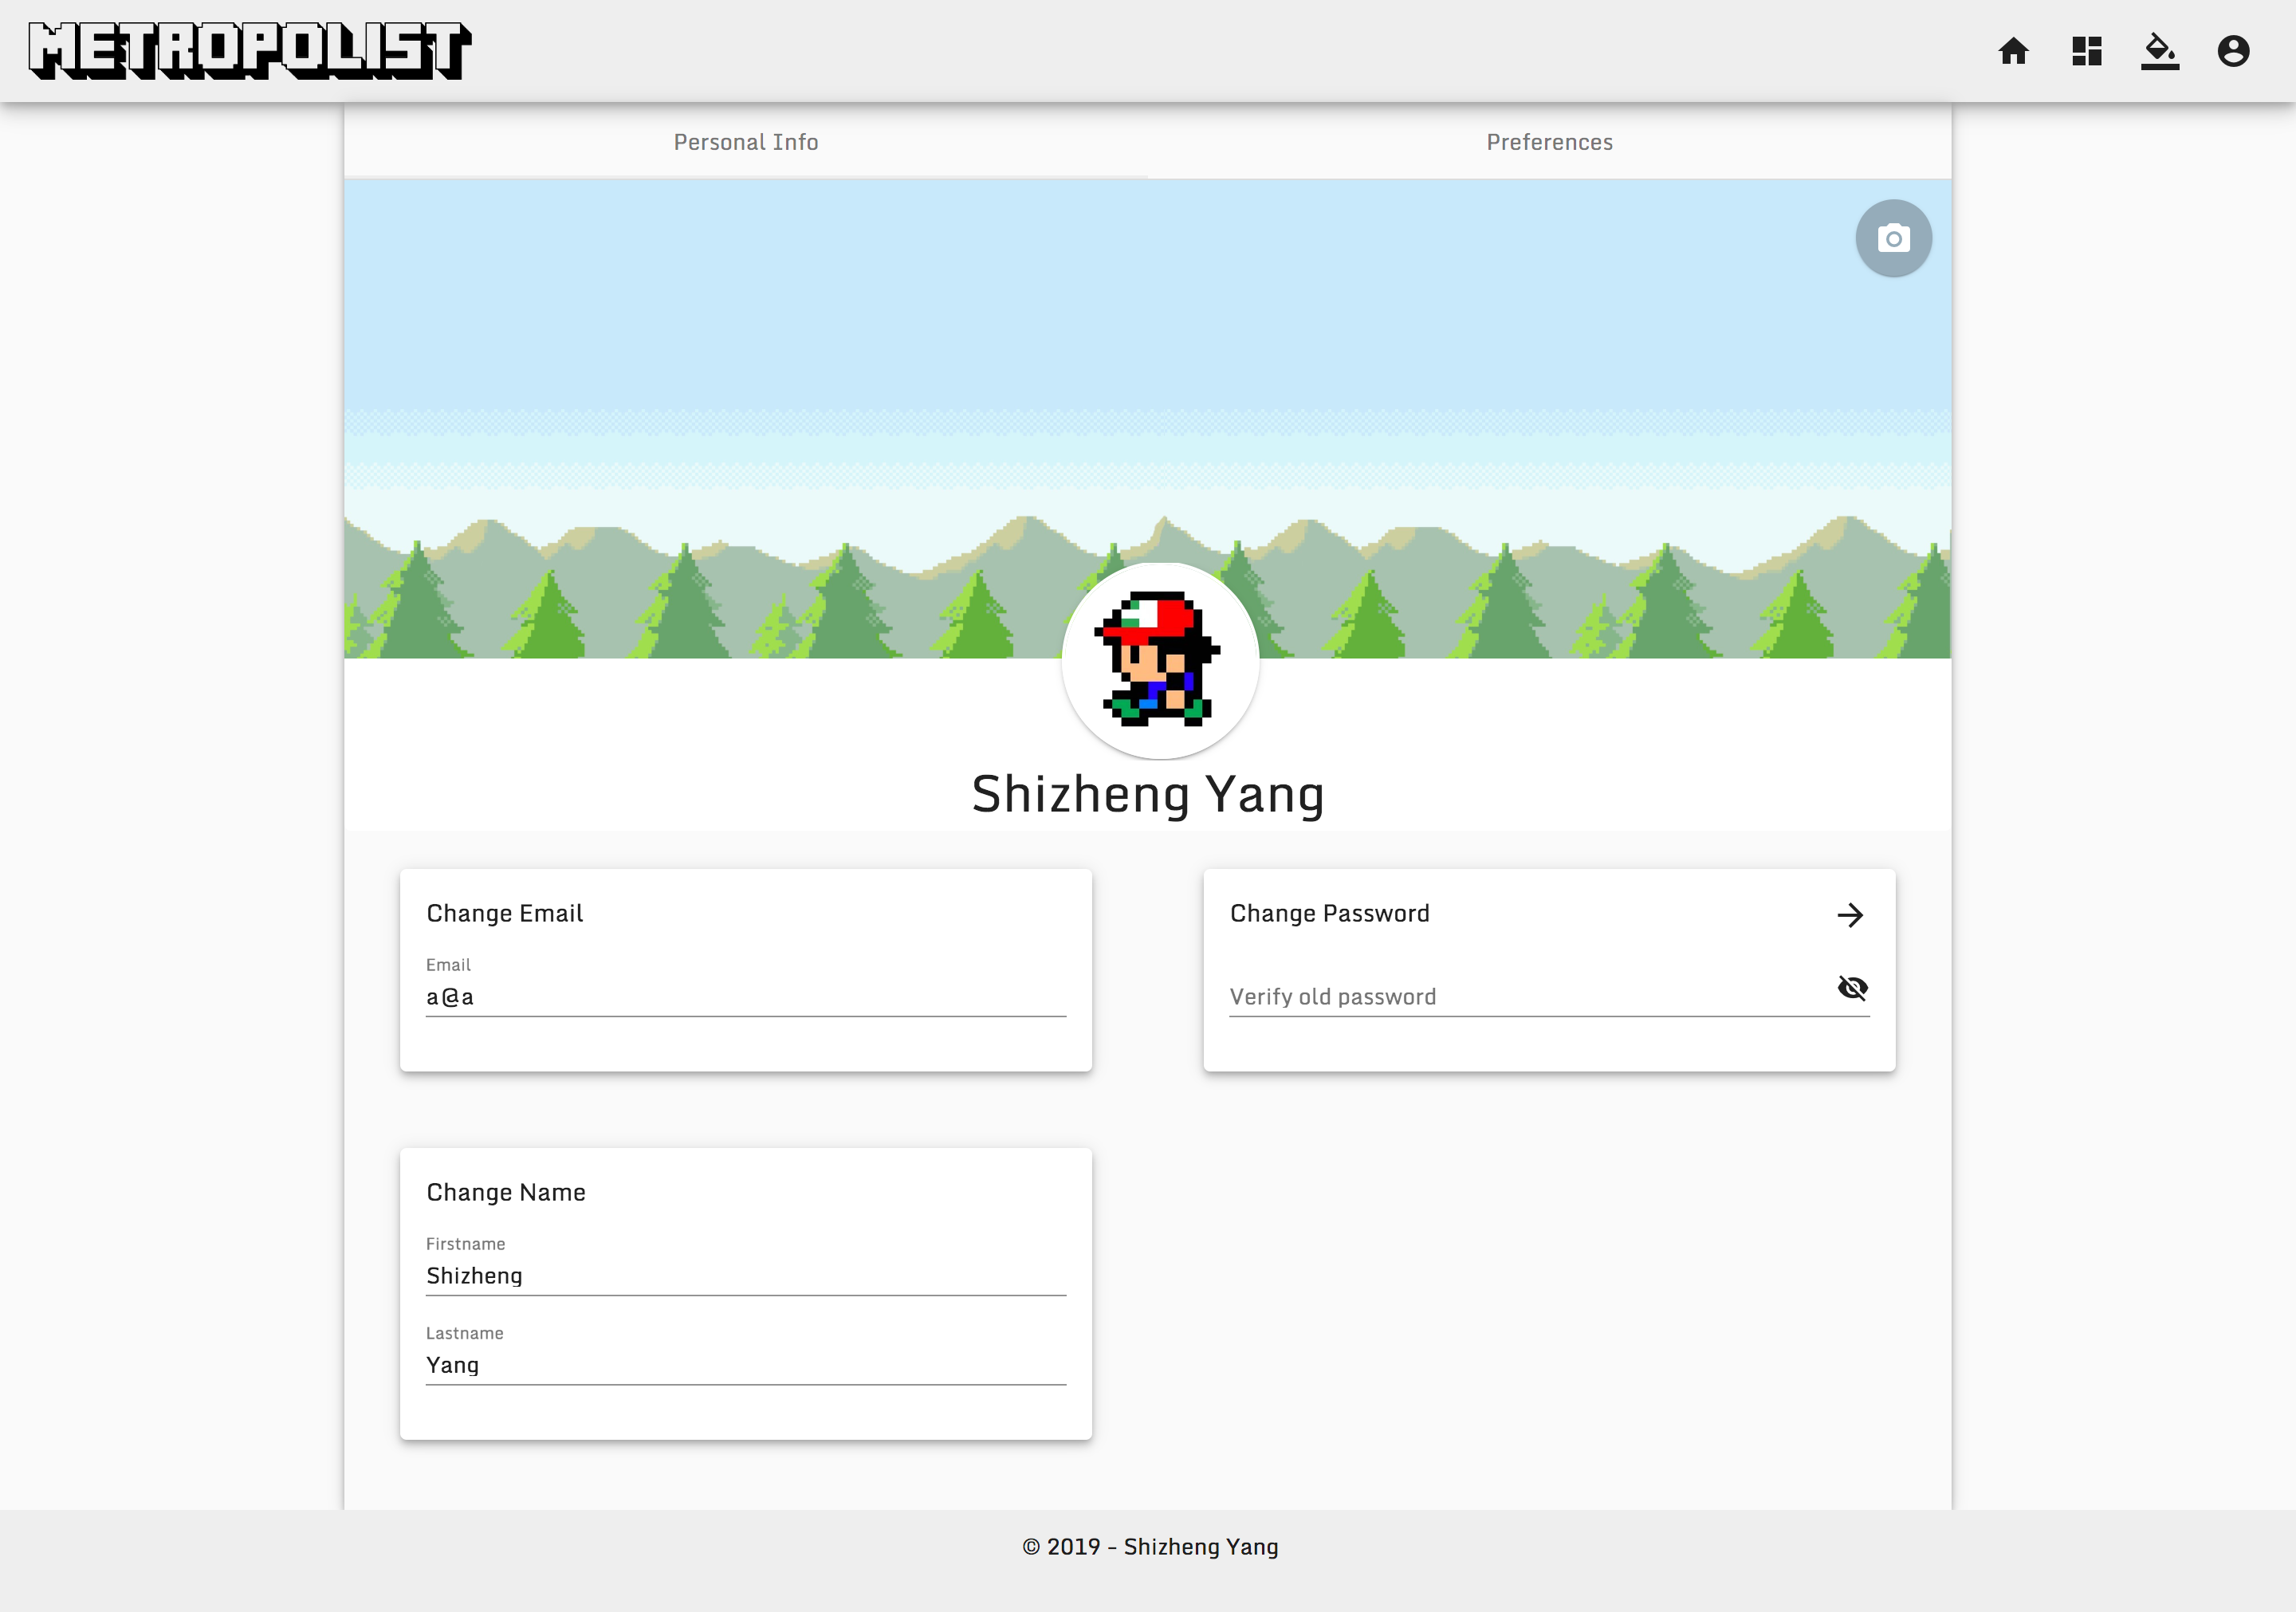 METROPOLIST
Personal Info
Preferences
Shizheng Yang
Change Email
Email
a@a
Change Password
Verify old password
Change Name
Firstname
Shizheng
Lastname
Yang
© 2019 - Shizheng Yang